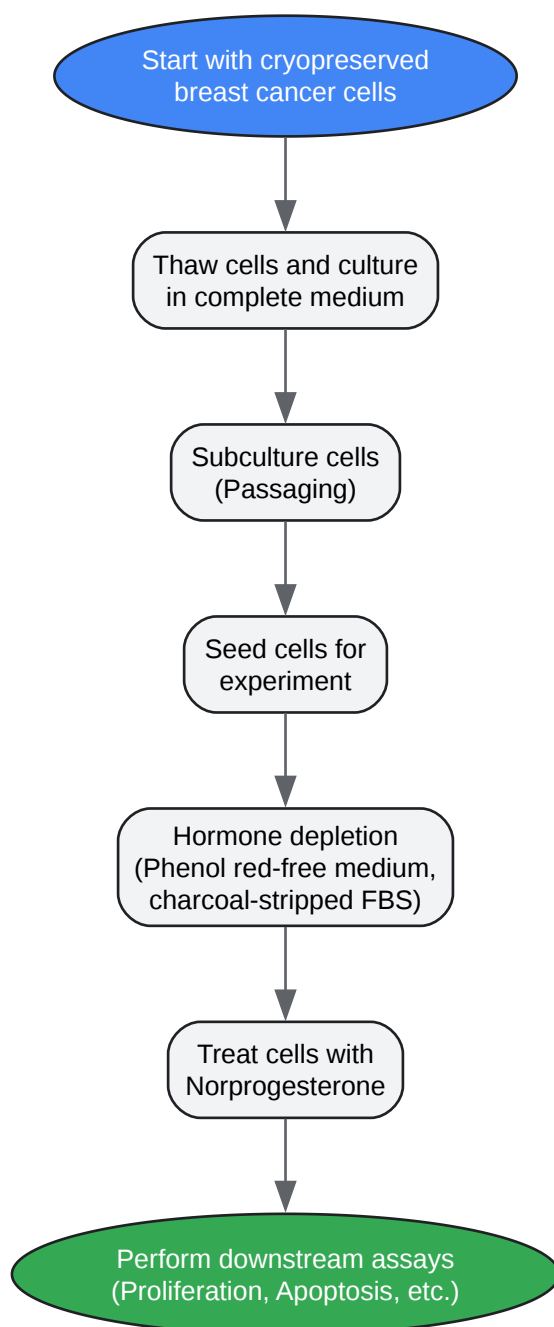 Start with cryopreserved
breast cancer cells
Thaw cells and culture
in complete medium
Subculture cells
(Passaging)
Seed cells for
experiment
Hormone depletion
(Phenol red-free medium,
charcoal-stripped FBS)
Treat cells with
Norprogesterone
Perform downstream assays
(Proliferation, Apoptosis, etc.)